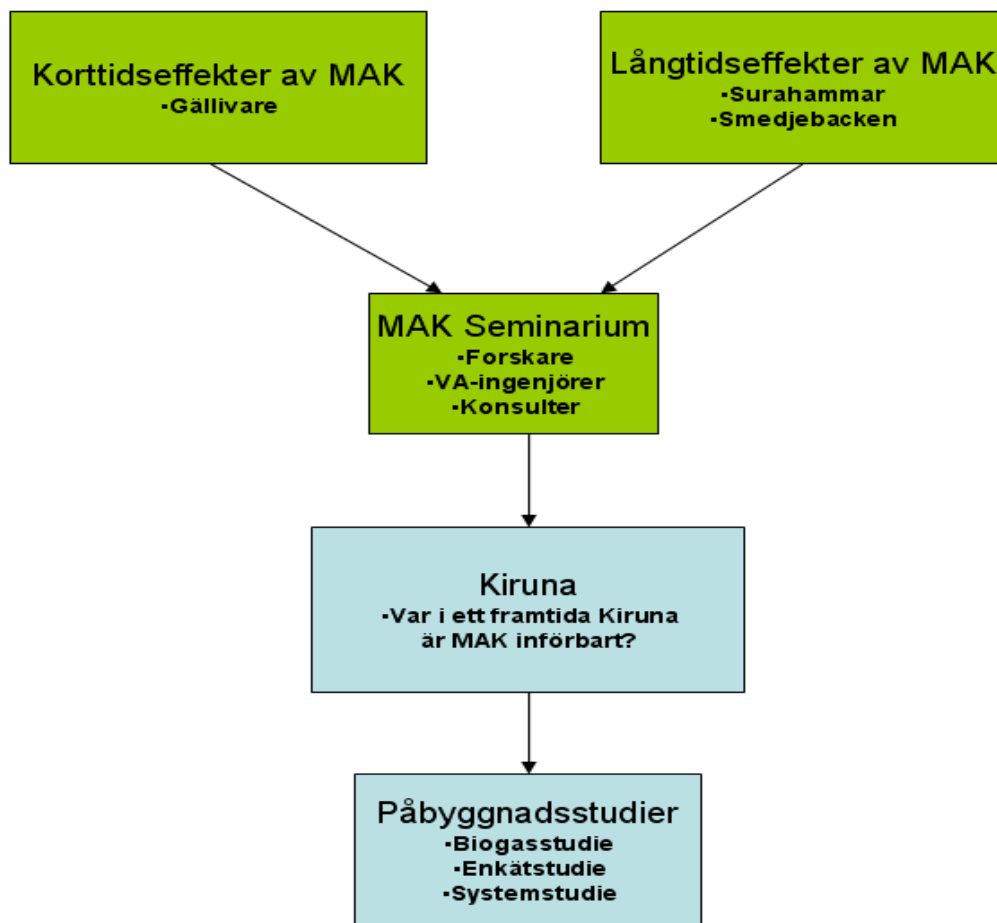 Korttidseffekter av MAK
-Gällivare
Långtidseffekter av MAK
-Surahammar
-Smedjebacken
MAK Seminarium
-Forskare
-VA-ingenjörer
-Konsulter
Kiruna
-Var i ett framtida Kiruna
är MAK införbart?
Påbyggnadsstudier
-Biogasstudie
-Enkätstudie
-Systemstudie